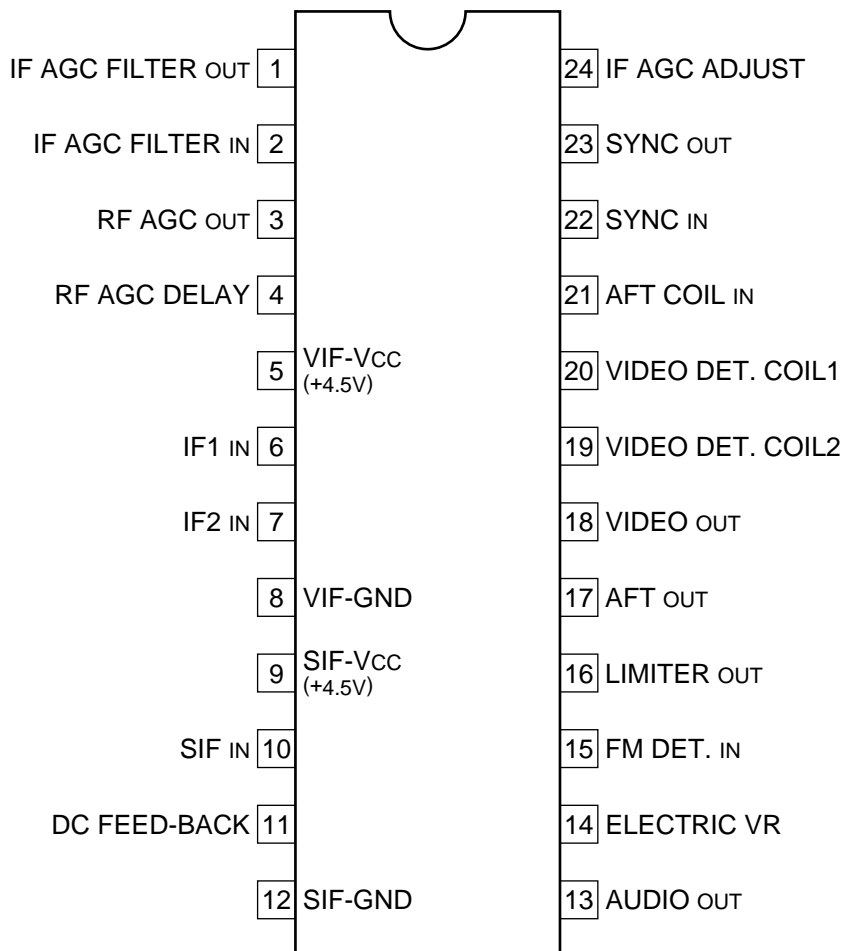 IF AGC FILTER OUT 1
24 IF AGC ADJUST
IF AGC FILTER IN 2
23 SYNC OUT
RF AGC OUT 3
22 SYNC IN
RF AGC DELAY 4
21 AFT COIL IN
5 VIF-VCC
(+4.5V)
20 VIDEO DET. COIL1
IF1 IN 6
19 VIDEO DET. COIL2
IF2 IN 7
18 VIDEO OUT
8 VIF-GND
17 AFT OUT
9 SIF-VCC
(+4.5V)
16 LIMITER OUT
SIF IN 10
15 FM DET. IN
DC FEED-BACK 11
14 ELECTRIC VR
12 SIF-GND
13 AUDIO OUT